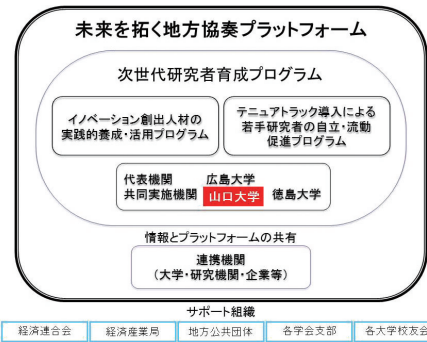 未来を拓く地方協奏プラットフォーム
次世代研究者育成プログラム
イノベーション創出人材の
実践的養成・活用プログラム
テニュアトラック導入による
若手研究者の自立・流動
促進プログラム
代表機関 広島大学
共同実施機関 山口大学 徳島大学
情報とプラットフォームの共有
連携機関
(大学・研究機関・企業等)
サポート組織
経済連合会 経済産業局 地方公共団体 各学会支部 各大学校友会